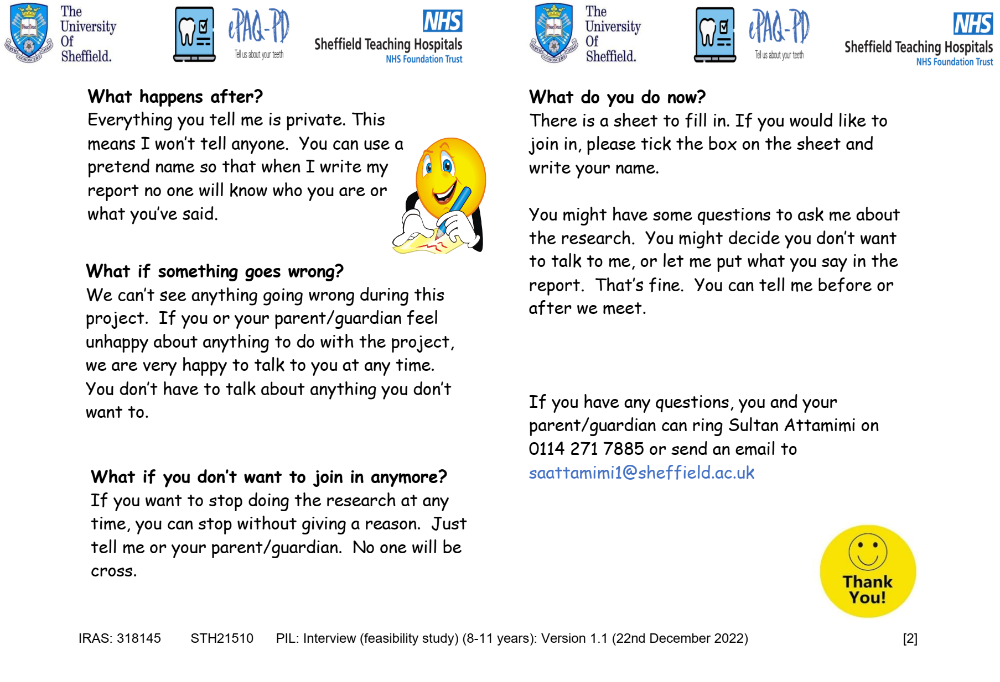 The
University
Of
Sheffield.
ePAQ-PD
Tell us about your teeth
NHS
Sheffield Teaching Hospitals
NHS Foundation Trust
The
University
Of
Sheffield.
ePAQ-PD
Tell us about your teeth
NHS
Sheffield Teaching Hospitals
NHS Foundation Trust
What happens after?
Everything you tell me is private. This
means I won't tell anyone.  You can use a
pretend name so that when I write my
report no one will know who you are or
what you've said.
What if something goes wrong?
We can't see anything going wrong during this
project.  If you or your parent/guardian feel
unhappy about anything to do with the project,
we are very happy to talk to you at any time.
You don't have to talk about anything you don't
want to.
What if you don't want to join in anymore?
If you want to stop doing the research at any
time, you can stop without giving a reason.  Just
tell me or your parent/guardian.  No one will be
cross.
What do you do now?
There is a sheet to fill in. If you would like to
join in, please tick the box on the sheet and
write your name.
You might have some questions to ask me about
the research.  You might decide you don't want
to talk to me, or let me put what you say in the
report.  That's fine.  You can tell me before or
after we meet.
If you have any questions, you and your
parent/guardian can ring Sultan Attamimi on
0114 271 7885 or send an email to
saattamimi1@sheffield.ac.uk
Thank
You!
IRAS: 318145 STH21510 PIL: Interview (feasibility study) (8-11 years): Version 1.1 (22nd December 2022) [2]